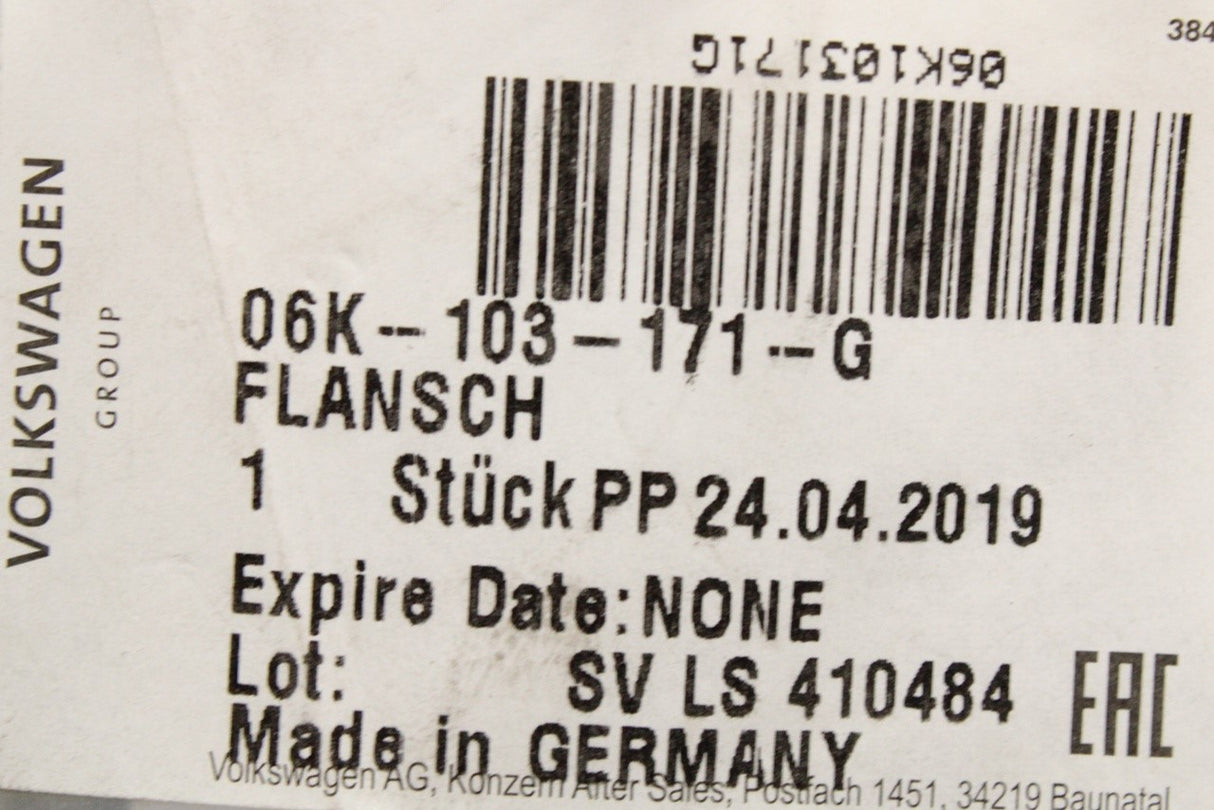 384
06K103171G
VOLKSWAGEN
GROUP
06K-103-171-G
FLANSCH
1 Stück PP 24.04.2019
Expire Date:NONE
Lot: SV LS 410484
EAC
Made in GERMANY
Volkswagen AG, Konzern After Sales, Postfach 1451, 34219 Baunatal